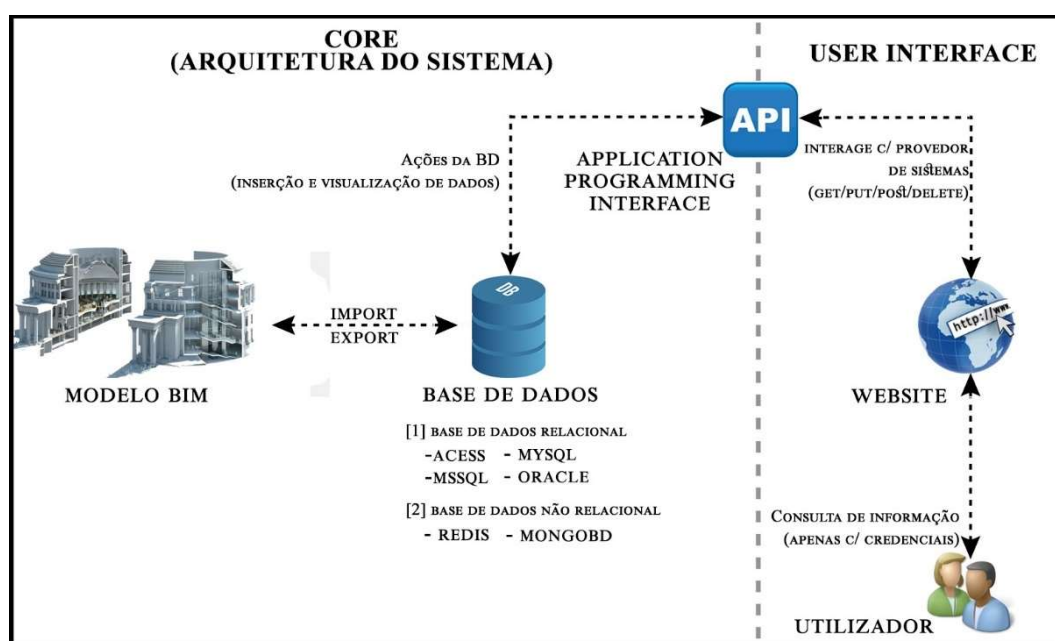 CORE
(ARQUITETURA DO SISTEMA)
USER INTERFACE
API
AÇÕES DA BD
(INSERÇÃO E VISUALIZAÇÃO DE DADOS)
APPLICATION
PROGRAMMING
INTERFACE
INTERAGE C/ PROVEDOR
DE SISTEMAS
(GET/PUT/POST/DELETE)
DB
IMPORT
EXPORT
http://www
MODELO BIM
BASE DE DADOS
WEBSITE
[1] BASE DE DADOS RELACIONAL
-ACESS - MYSQL
-MSSQL - ORACLE
[2] BASE DE DADOS NÃO RELACIONAL
- REDIS - MONGOBD
CONSULTA DE INFORMAÇÃO
(APENAS C/ CREDENCIAIS)
UTILIZADOR